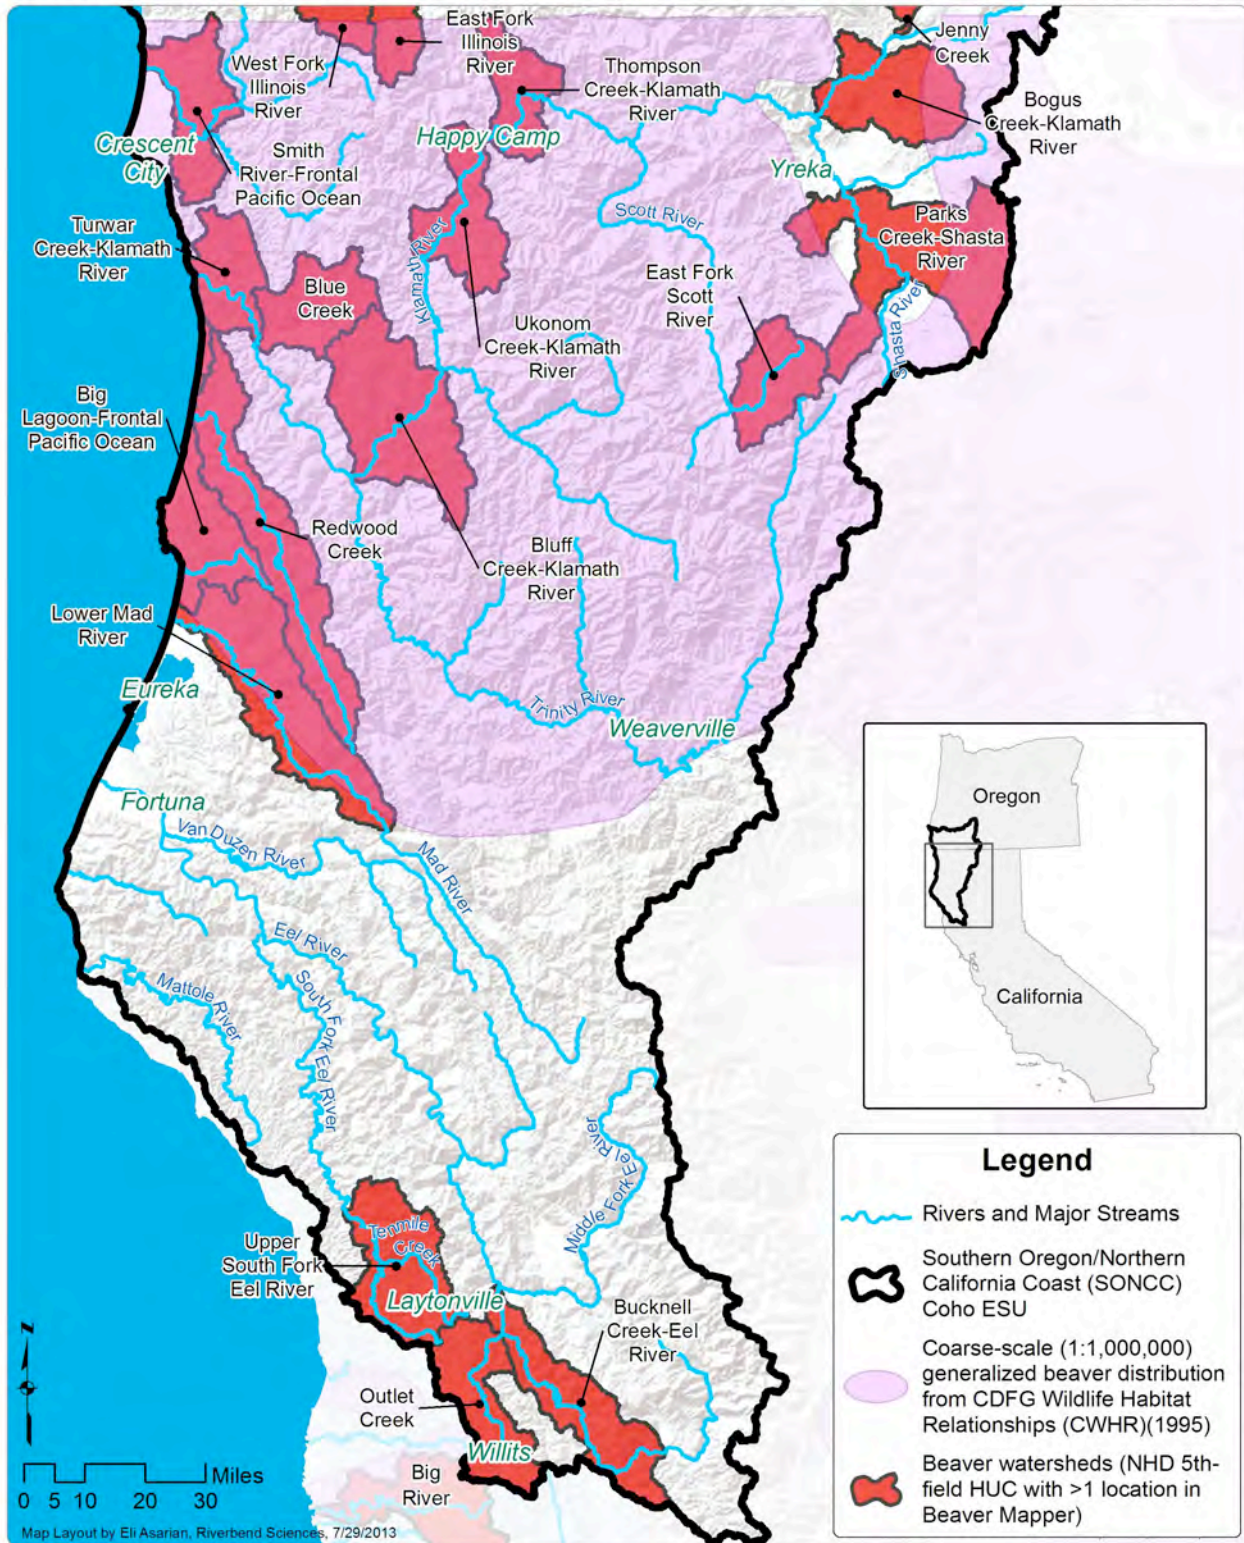 East Fork
Illinois
River
West Fork
Illinois
River
Jenny
Creek
Thompson
Creek-Klamath
River
Bogus
Creek-Klamath
River
Crescent
City
Happy Camp
Smith
River-Frontal
Pacific Ocean
Yreka
Turwar
Creek-Klamath
River
Scott River
Parks
Creek-Shasta
River
Klamath River
Blue
Creek
East Fork
Scott
River
Shasta River
Ukonom
Creek-Klamath
River
Big
Lagoon-Frontal
Pacific Ocean
Redwood
Creek
Bluff
Creek-Klamath
River
Lower Mad
River
Eureka
Trinity River
Weaverville
Fortuna
Van Duzen River
Mad River
Eel River
South Fork Eel River
Mattole River
Middle Fork Eel River
Tenmile
Creek
Upper
South Fork
Eel River
Laytonville
Bucknell
Creek-Eel
River
Outlet
Creek
Willits
Big
River
Oregon
California
Legend
Rivers and Major Streams
Southern Oregon/Northern
California Coast (SONCC)
Coho ESU
Coarse-scale (1:1,000,000)
generalized beaver distribution
from CDFG Wildlife Habitat
Relationships (CWHR)(1995)
Beaver watersheds (NHD 5th-
field HUC with >1 location in
Beaver Mapper)
Z
Miles
0 5 10 20 30
Map Layout by Eli Asarian, Riverbend Sciences, 7/29/2013